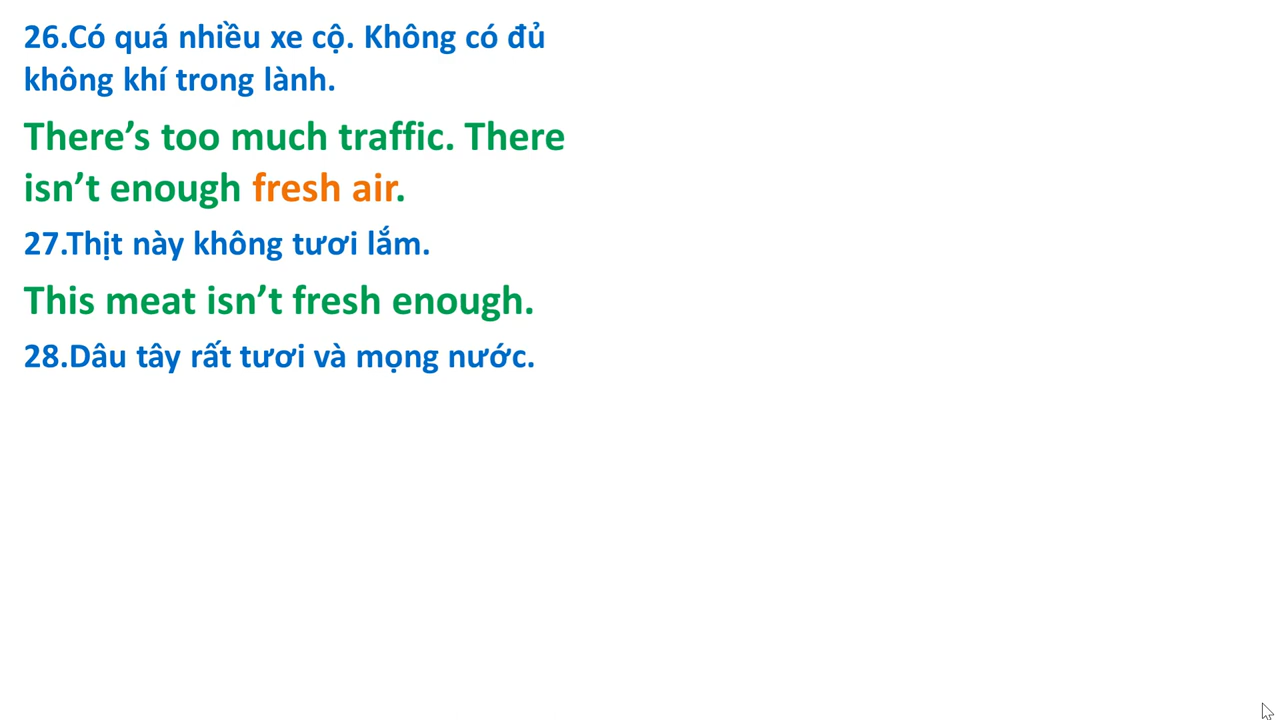 26.Có quá nhiều xe cộ. Không có đủ
không khí trong lành.
There’s too much traffic. There
isn’t enough fresh air.
27.Thịt này không tươi lắm.
This meat isn’t fresh enough.
28.Dâu tây rất tươi và mọng nước.